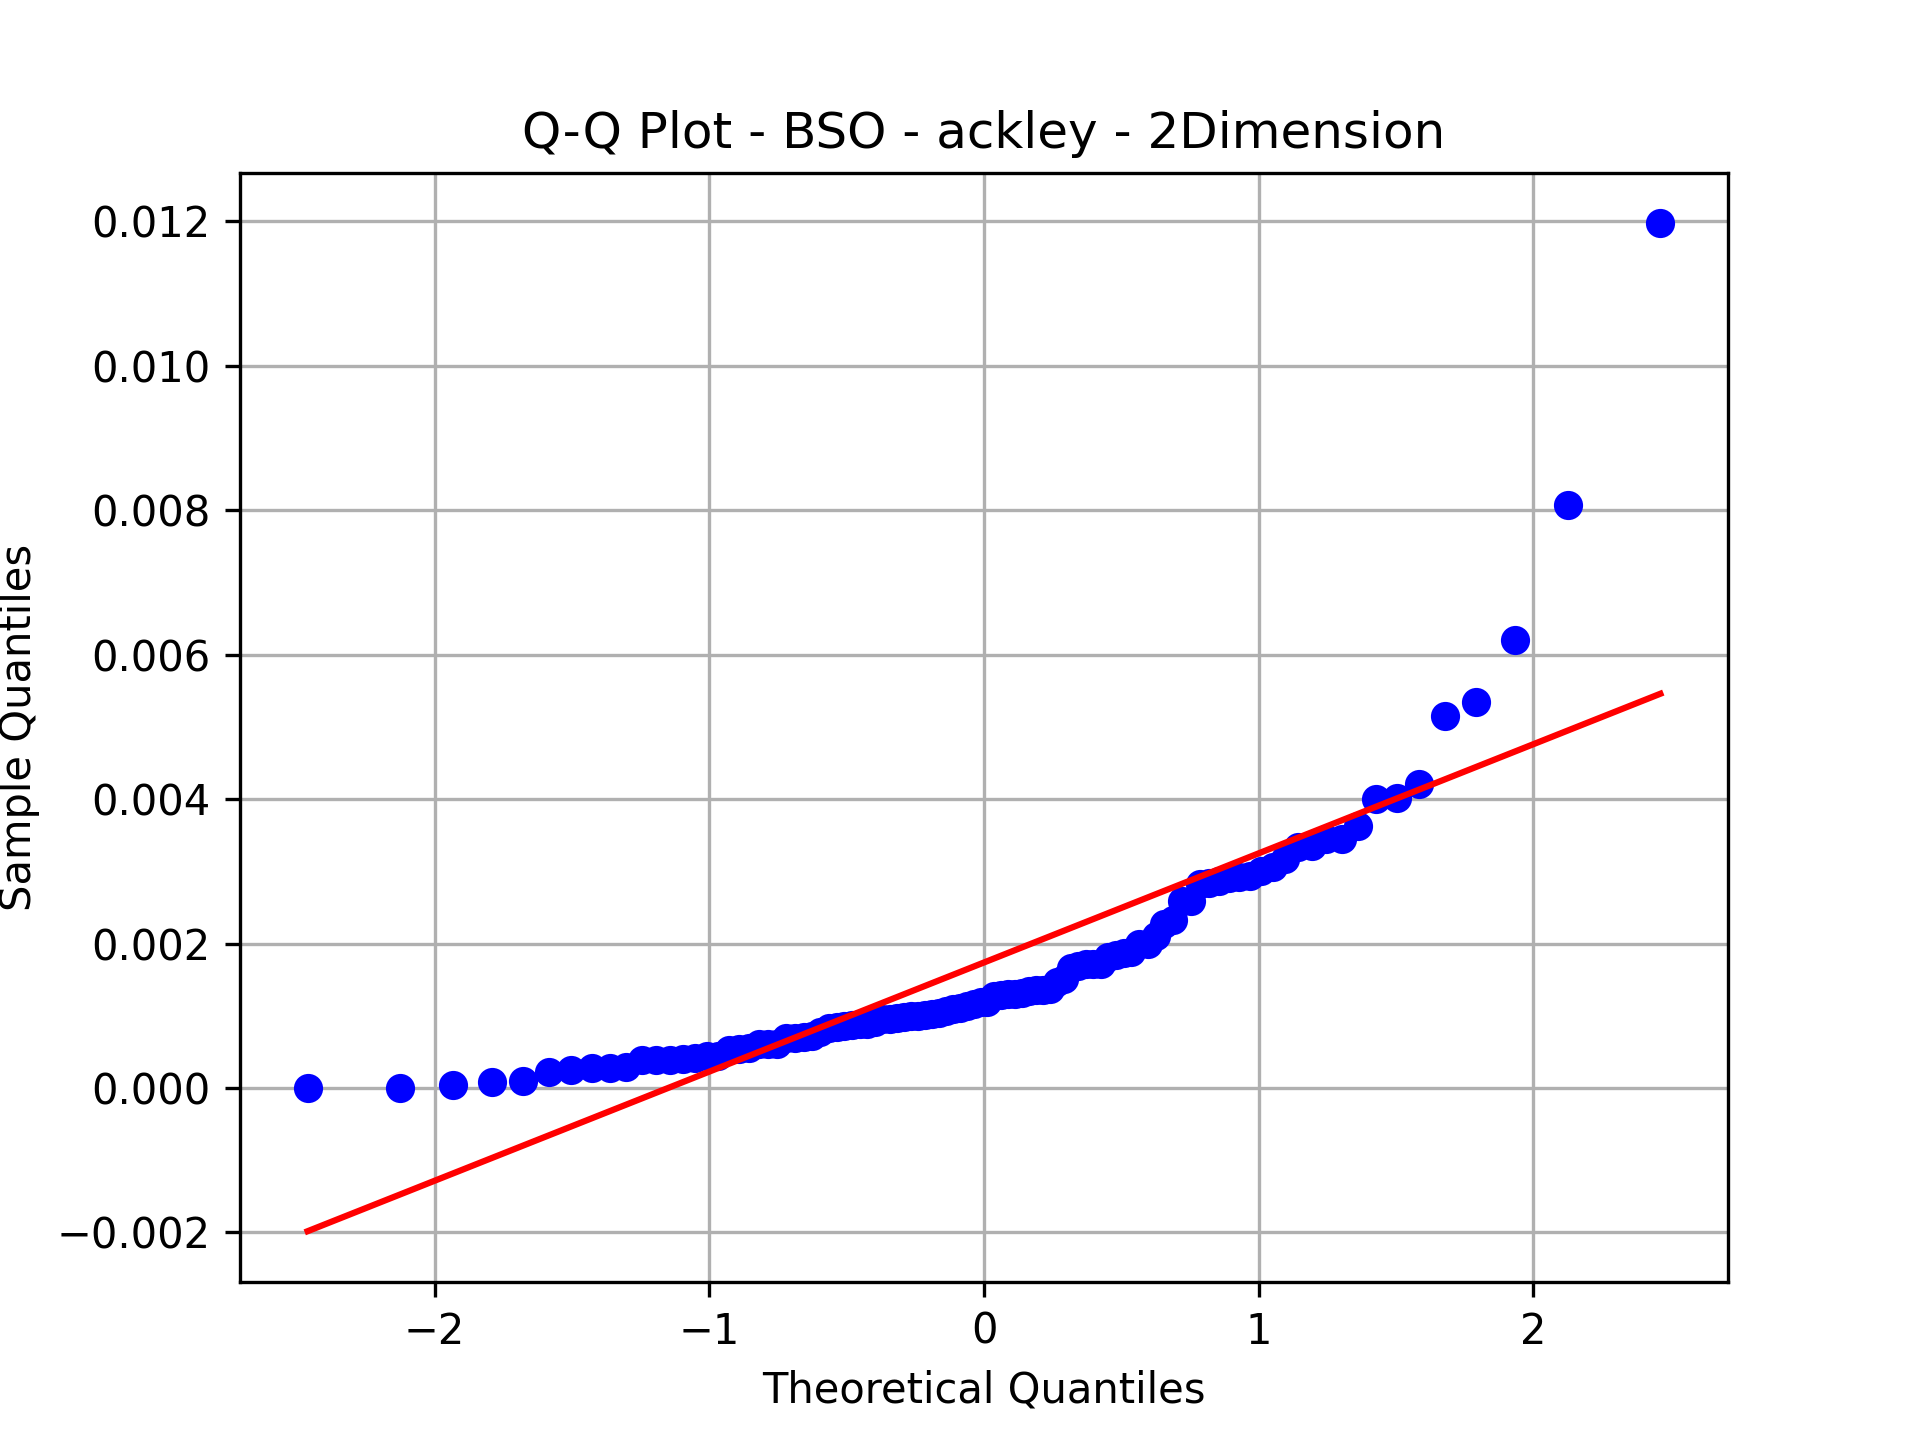 Q-Q Plot - BSO - ackley - 2Dimension
0.012
0.010
0.008
0.006
0.004
0.002
0.000
−0.002
Sample Quantiles
−2 −1 0 1 2
Theoretical Quantiles